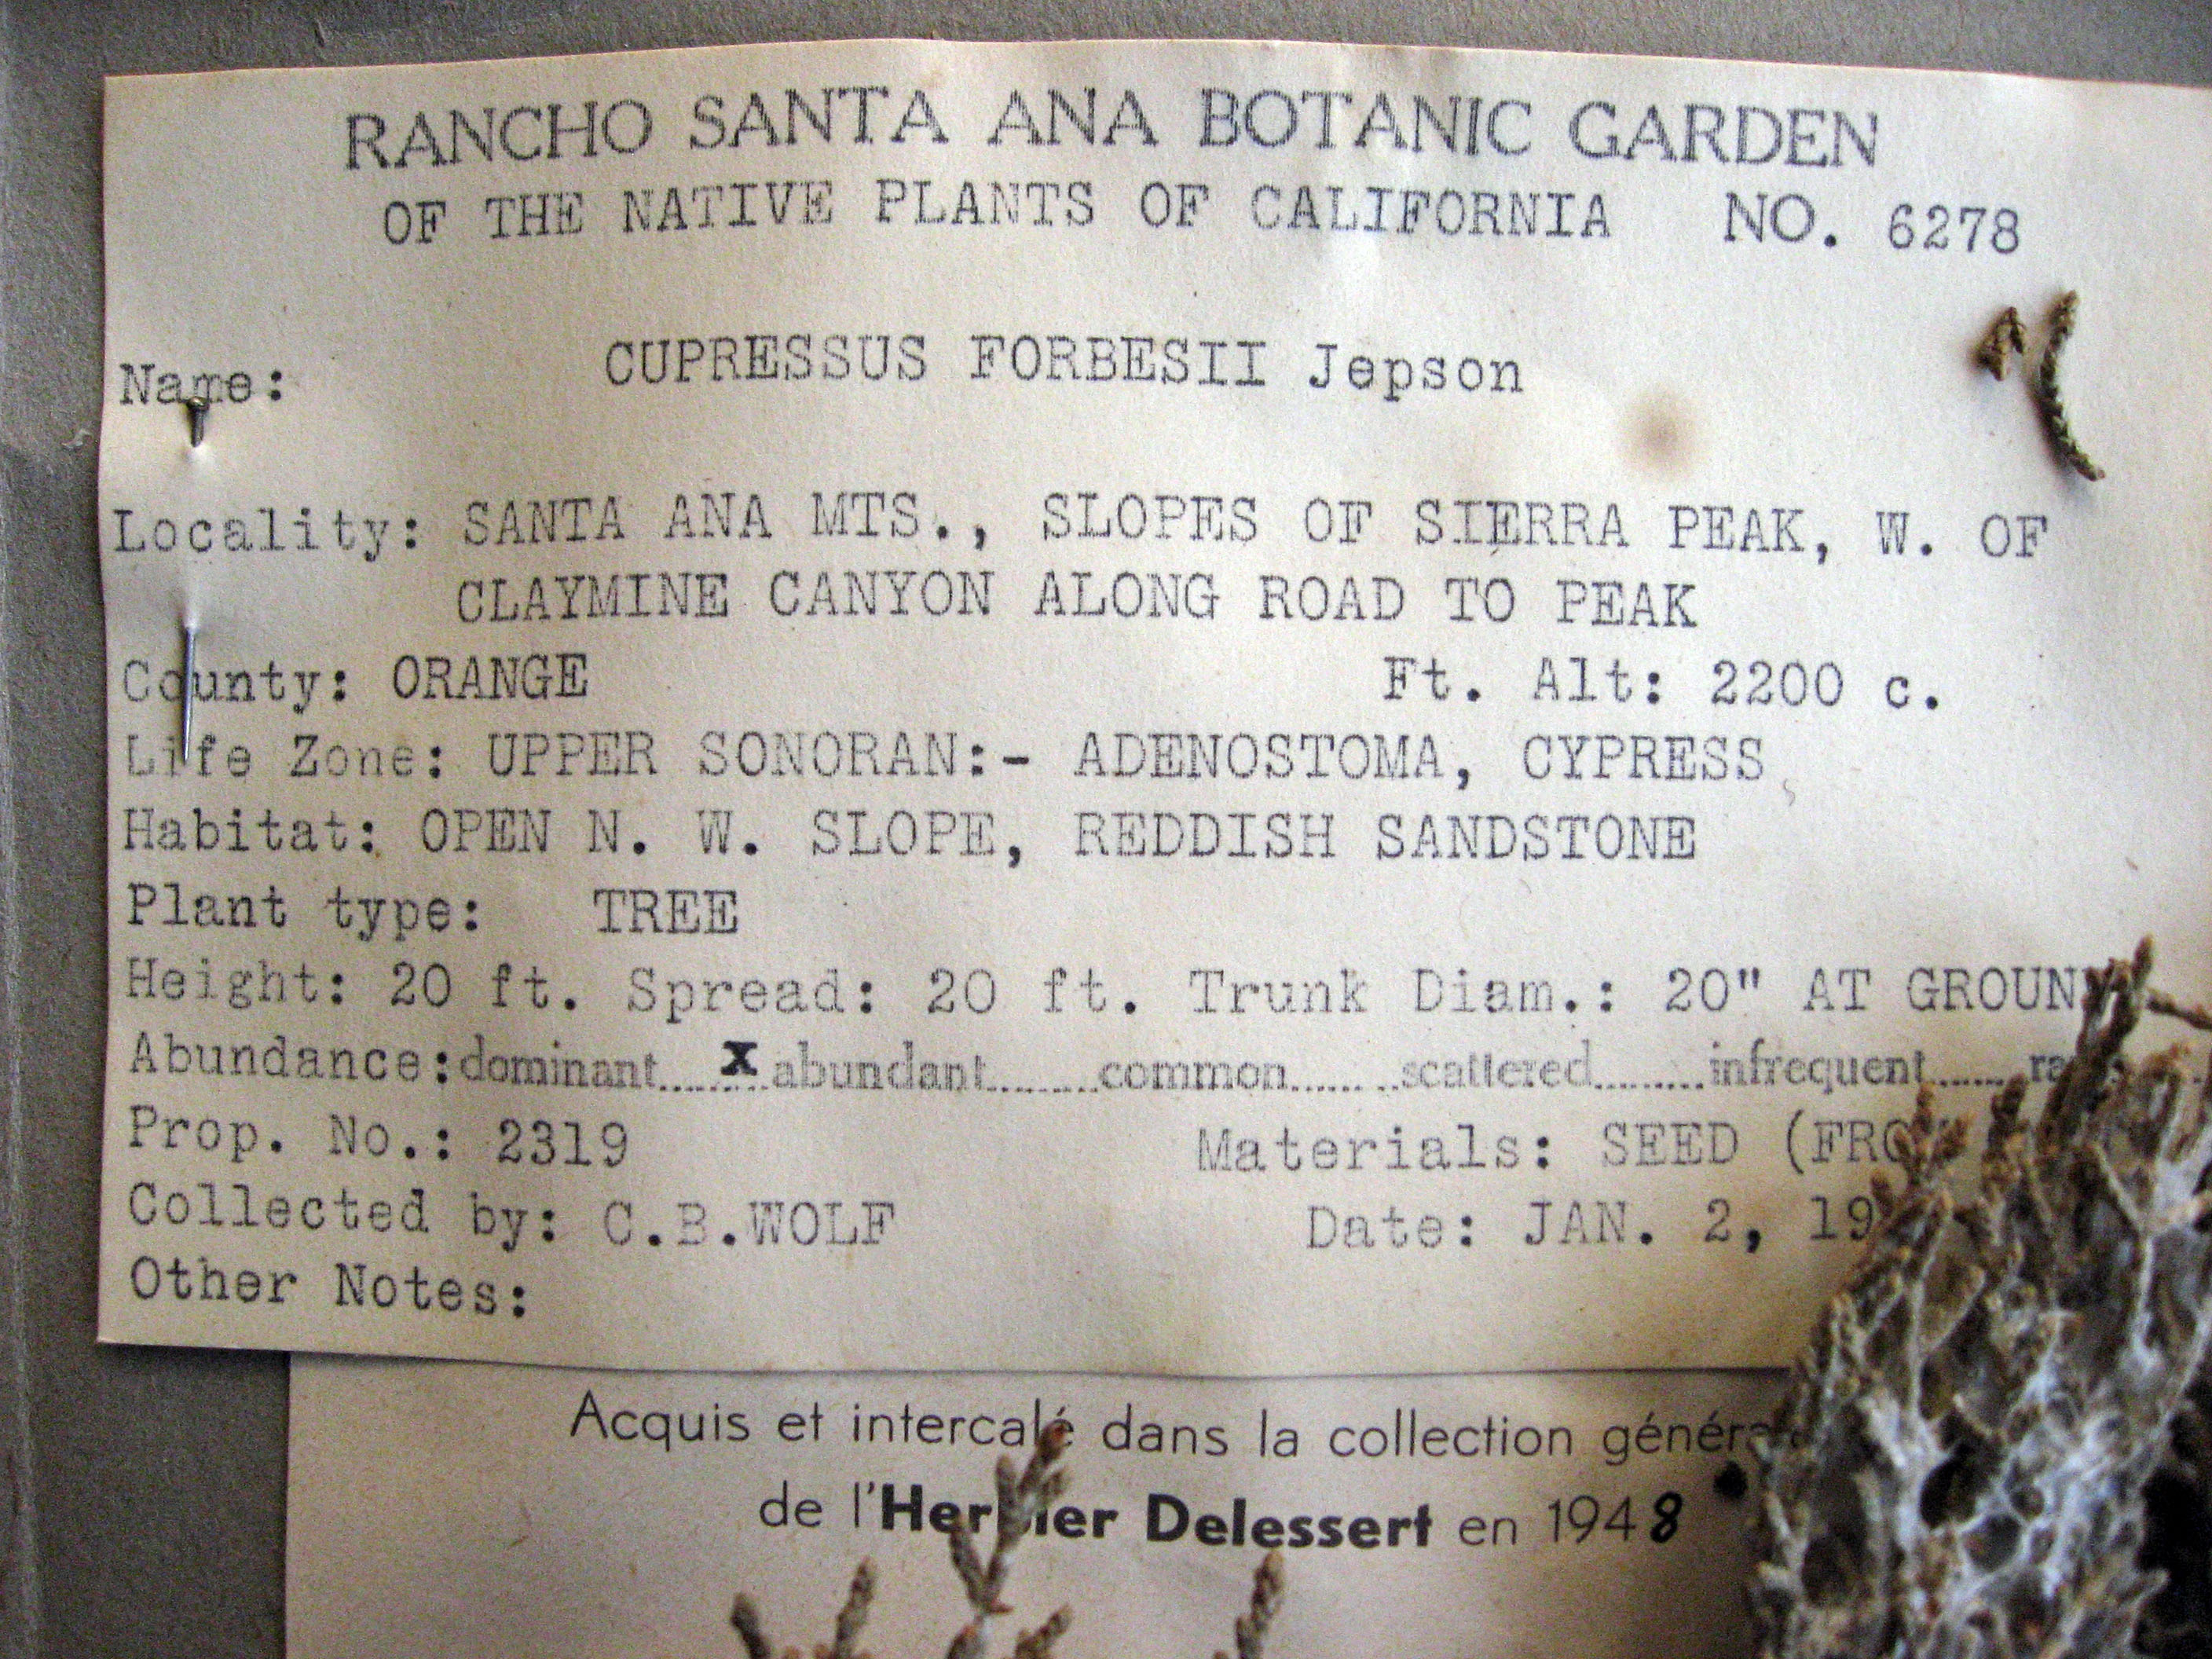 RANCHO SANTA ANA BOTANIC GARDEN
OF THE NATIVE PLANTS OF CALIFORNIA NO. 6278
Name: CUPRESSUS FORBESII Jepson
Locality: SANTA ANA MTS., SLOPES OF SIERRA PEAK, W. OF
CLAYMINE CANYON ALONG ROAD TO PEAK
County: ORANGE Ft. Alt: 2200 c.
Life Zone: UPPER SONORAN:- ADENOSTOMA, CYPRESS
Habitat: OPEN N. W. SLOPE, REDDISH SANDSTONE
Plant type: TREE
Height: 20 ft. Spread: 20 ft. Trunk Diam.: 20" AT
Abundance:dominant........X..abundant..........common.........scattered.........infrequent.......
Prop. No.: 2319 Materials: SEED
Collected by: C.B.WOLF Date: JAN. 2,
Other Notes:
Acquis et intercalé dans la collection
de l'Herbier Delessert en 1948